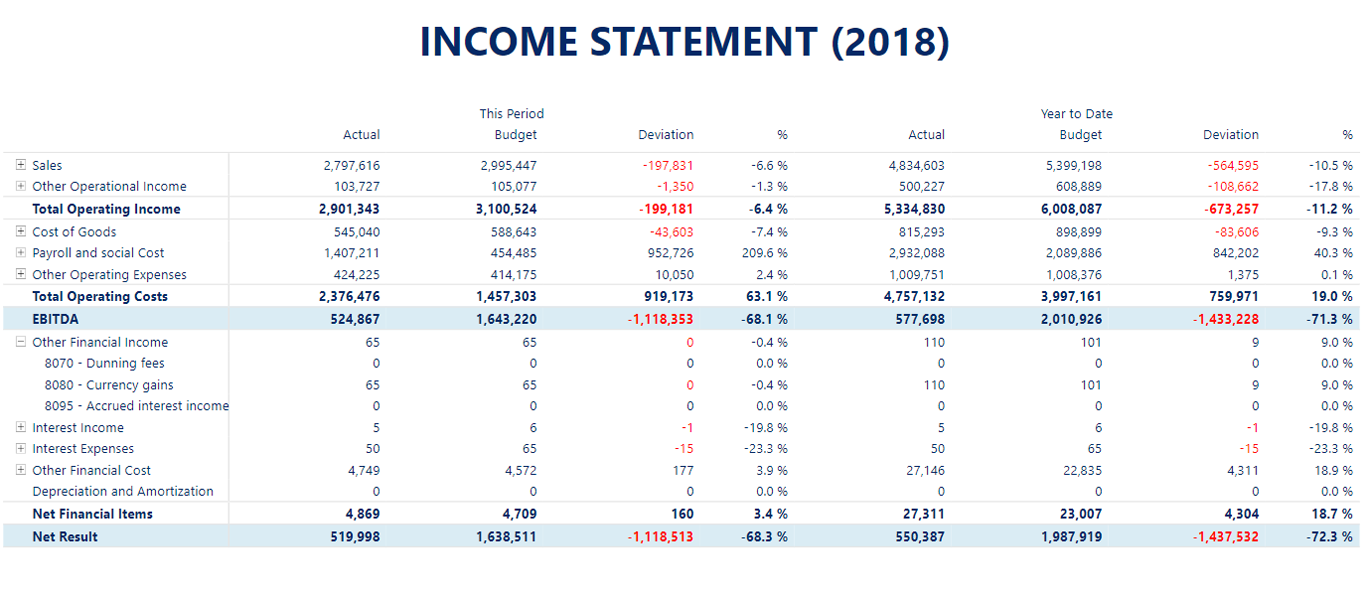 INCOME STATEMENT (2018)
This Period Year to Date
Actual Budget Deviation % Actual Budget Deviation %
Sales 2,797,616 2,995,447 -197,831 -6.6 % 4,834,603 5,399,198 -564,595 -10.5 %
Other Operational Income 103,727 105,077 -1,350 -1.3 % 500,227 608,889 -108,662 -17.8 %
Total Operating Income 2,901,343 3,100,524 -199,181 -6.4 % 5,334,830 6,008,087 -673,257 -11.2 %
Cost of Goods 545,040 588,643 -43,603 -7.4 % 815,293 898,899 -83,606 -9.3 %
Payroll and social Cost 1,407,211 454,485 952,726 209.6 % 2,932,088 2,089,886 842,202 40.3 %
Other Operating Expenses 424,225 414,175 10,050 2.4 % 1,009,751 1,008,376 1,375 0.1 %
Total Operating Costs 2,376,476 1,457,303 919,173 63.1 % 4,757,132 3,997,161 759,971 19.0 %
EBITDA 524,867 1,643,220 -1,118,353 -68.1 % 577,698 2,010,926 -1,433,228 -71.3 %
Other Financial Income 65 65 0 -0.4 % 110 101 9 9.0 %
8070 - Dunning fees 0 0 0 0.0 % 0 0 0 0.0 %
8080 - Currency gains 65 65 0 -0.4 % 110 101 9 9.0 %
8095 - Accrued interest income 0 0 0 0.0 % 0 0 0 0.0 %
Interest Income 5 6 -1 -19.8 % 5 6 -1 -19.8 %
Interest Expenses 50 65 -15 -23.3 % 50 65 -15 -23.3 %
Other Financial Cost 4,749 4,572 177 3.9 % 27,146 22,835 4,311 18.9 %
Depreciation and Amortization 0 0 0 0.0 % 0 0 0 0.0 %
Net Financial Items 4,869 4,709 160 3.4 % 27,311 23,007 4,304 18.7 %
Net Result 519,998 1,638,511 -1,118,513 -68.3 % 550,387 1,987,919 -1,437,532 -72.3 %